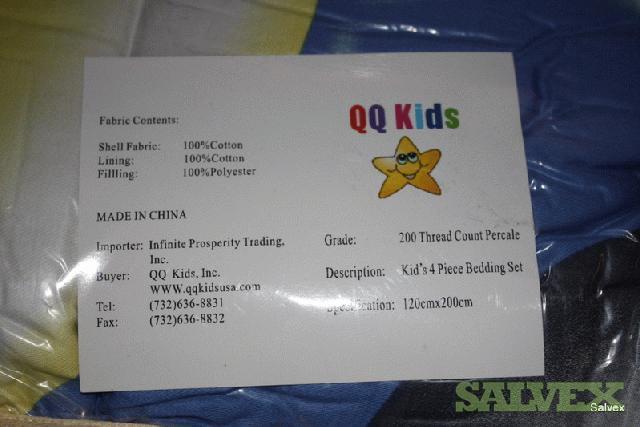 QQ Kids
Fabric Contents:
Shell Fabric: 100%Cotton
Lining: 100%Cotton
Fillling: 100%Polyester
MADE IN CHINA
Importer: Infinite Prosperity Trading, Inc.
Buyer: QQ Kids, Inc.
WWW.qqkidsusa.com
Tel: (732)636-8831
Fax: (732)636-8832
Grade: 200 Thread Count Percale
Description: Kid's 4 Piece Bedding Set
Specification: 120cmx200cm
SALVEX
Salvex